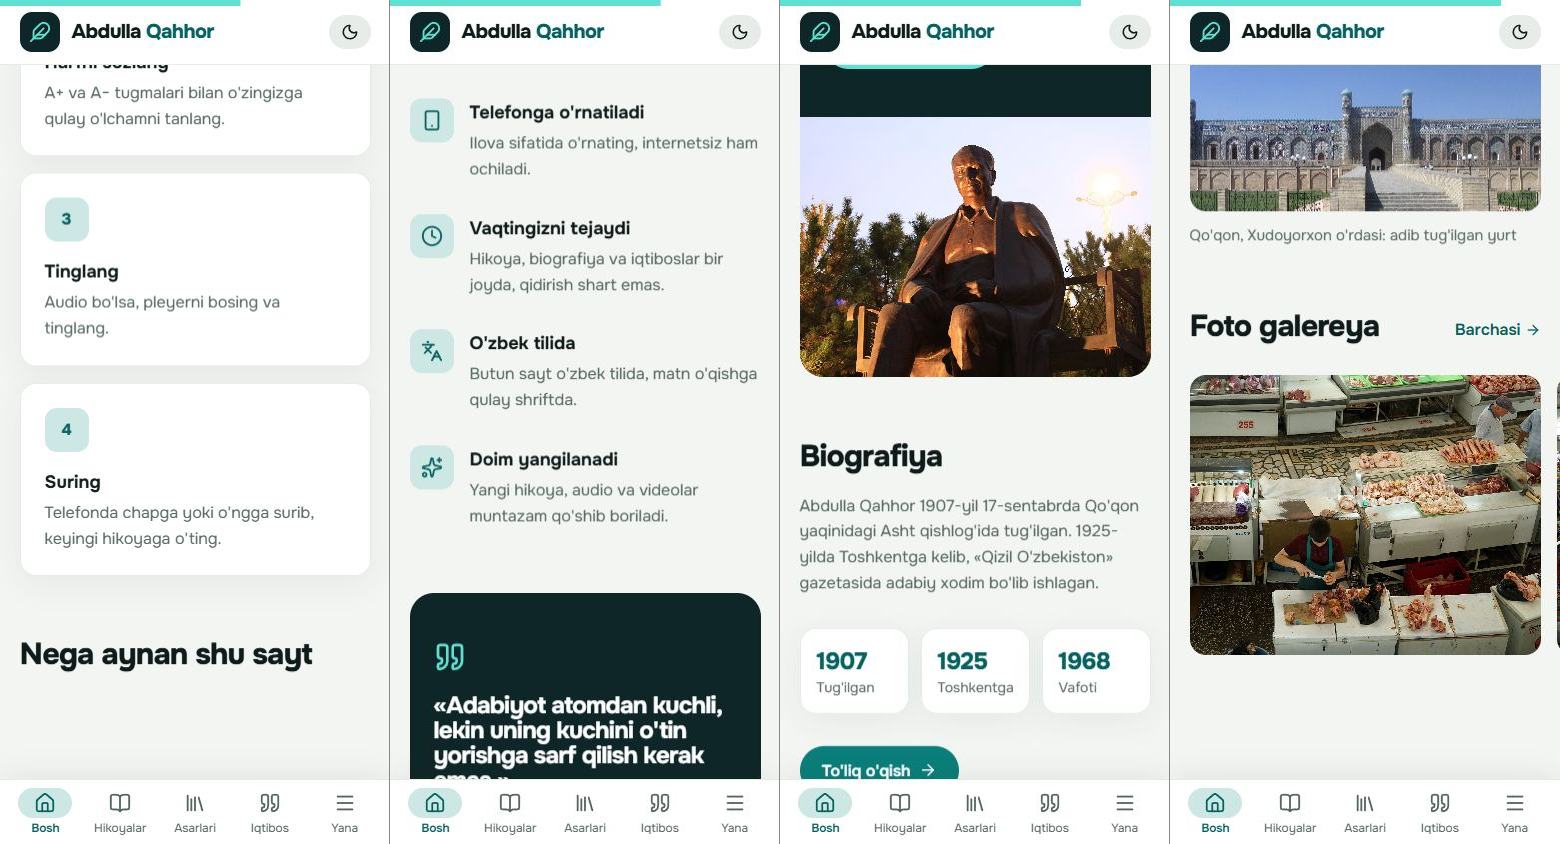 Abdulla Qahhor
A+ va A- tugmalari bilan o'zingizga
qulay o'lchamni tanlang.
3
Tinglang
Audio bo'lsa, pleyerni bosing va
tinglang.
4
Suring
Telefonda chapga yoki o'ngga surib,
keyingi hikoyaga o'ting.
Nega aynan shu sayt
Bosh
Hikoyalar
Asarlari
Iqtibos
Yana
Abdulla Qahhor
Telefonga o'rnatiladi
Ilova sifatida o'rnating, internetsiz ham
ochiladi.
Vaqtingizni tejaydi
Hikoya, biografiya va iqtiboslar bir
joyda, qidirish shart emas.
O'zbek tilida
Butun sayt o'zbek tilida, matn o'qishga
qulay shriftda.
Doim yangilanadi
Yangi hikoya, audio va videolar
muntazam qo'shib boriladi.
«Adabiyot atomdan kuchli,
lekin uning kuchini o'tin
yorishga sarf qilish kerak
Bosh
Hikoyalar
Asarlari
Iqtibos
Yana
Abdulla Qahhor
Biografiya
Abdulla Qahhor 1907-yil 17-sentabrda Qo'qon
yaqinidagi Asht qishlog'ida tug'ilgan. 1925-
yilda Toshkentga kelib, «Qizil O'zbekiston»
gazetasida adabiy xodim bo'lib ishlagan.
1907
Tug'ilgan
1925
Toshkentga
1968
Vafoti
To'liq o'qish →
Bosh
Hikoyalar
Asarlari
Iqtibos
Yana
Abdulla Qahhor
Qo'qon, Xudoyorxon o'rdasi: adib tug'ilgan yurt
Foto galereya
Barchasi →
255
Bosh
Hikoyalar
Asarlari
Iqtibos
Yana